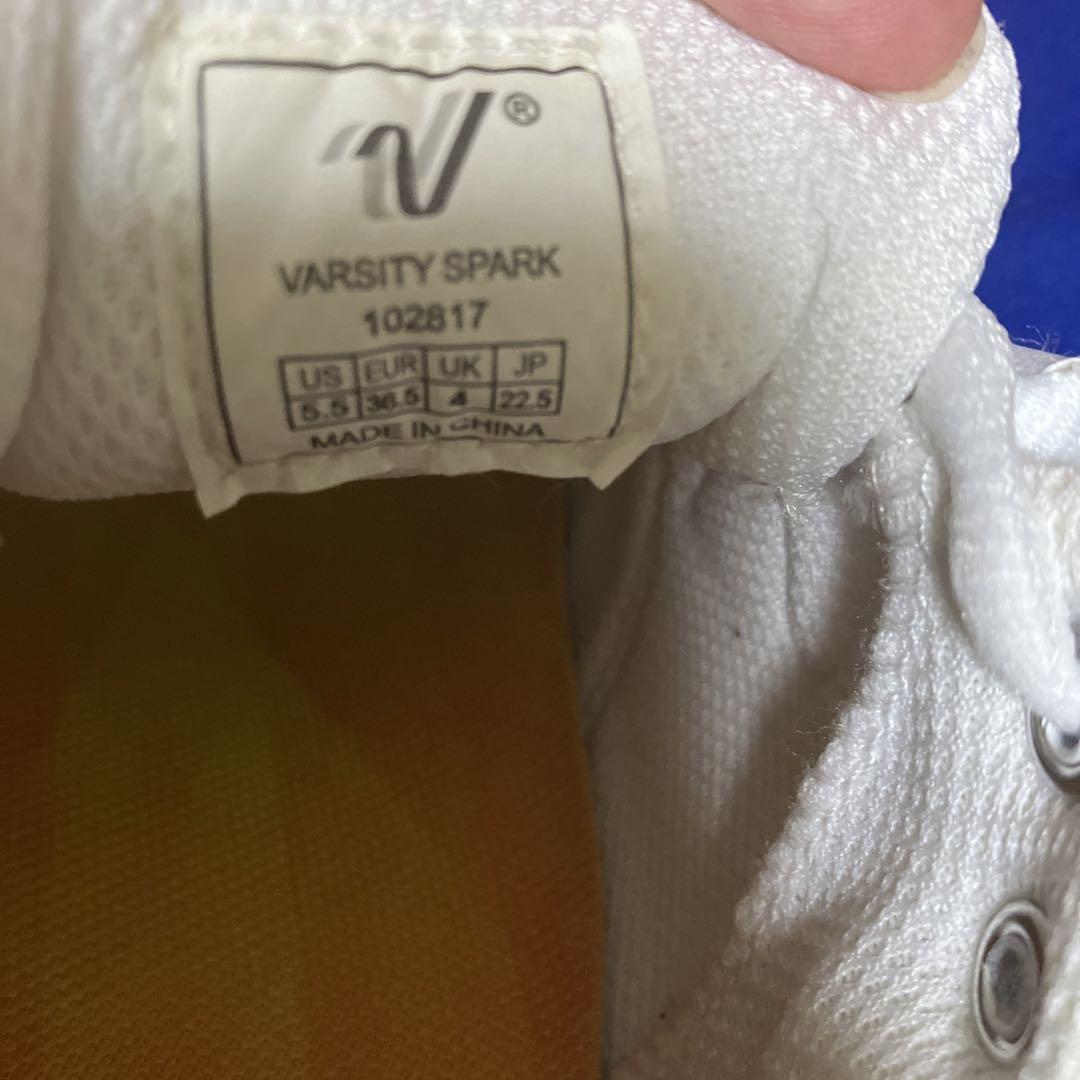 ®
VARSITY SPARK
102817
US EUR UK JP
5.5 36.5 4 22.5
MADE IN CHINA